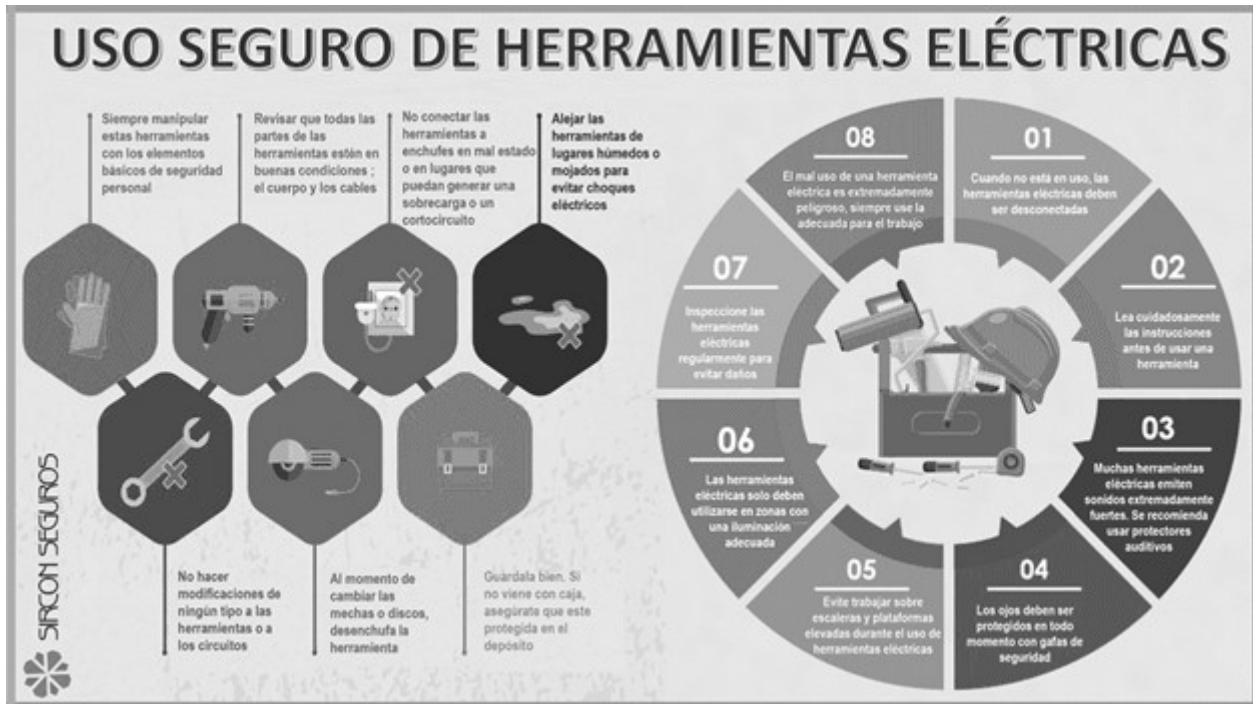 USO SEGURO DE HERRAMIENTAS ELÉCTRICAS
Siempre manipular
estas herramientas
con los elementos
básicos de seguridad
personal
Revisar que todas las
partes de las
herramientas estén en
buenas condiciones ;
el cuerpo y los cables
No conectar las
herramientas a
enchufes en mal estado
o en lugares que
puedan generar una
sobrecarga o un
cortocircuito
Alejar las
herramientas de
lugares húmedos o
mojados para
evitar choques
eléctricos
No hacer
modificaciones de
ningún tipo a las
herramientas o a
los circuitos
Al momento de
cambiar las
mechas o discos,
desenchufa la
herramienta
Guàrdala bien. Si
no viene con caja,
asegúrate que este
protegida en el
depósito
01
Cuando no está en uso, las
herramientas eléctricas deben
ser desconectadas
02
Lea cuidadosamente
las instrucciones
antes de usar una
herramienta
03
Muchas herramientas
eléctricas emiten
sonidos extremadamente
fuertes. Se recomienda
usar protectores
auditivos
04
Los ojos deben ser
protegidos en todo
momento con gafas de
seguridad
05
Evite trabajar sobre
escaleras y plataformas
elevadas durante el uso de
herramientas eléctricas
06
Las herramientas
eléctricas solo deben
utilizarse en zonas con
una iluminación
adecuada
07
Inspeccione las
herramientas
eléctricas
regularmente para
evitar daños
08
El mal uso de una herramienta
eléctrica es extremadamente
peligroso, siempre use la
adecuada para el trabajo
SIRCON SEGUROS